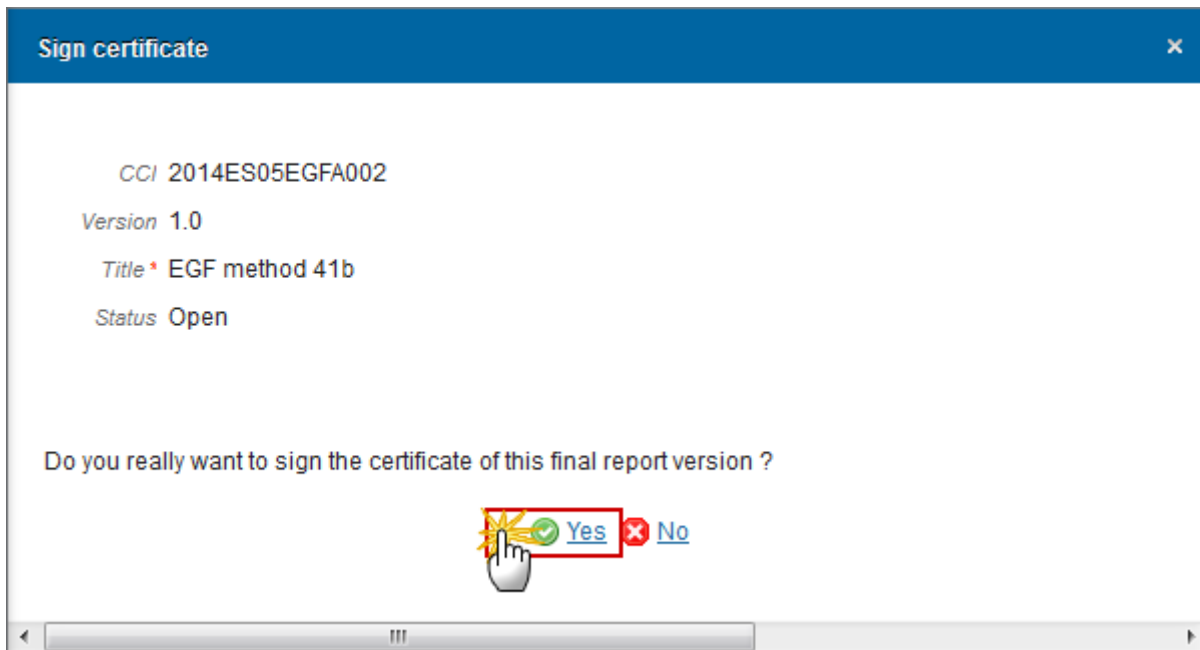 Sign certificate
CCI 2014ES05EGFA002
Version 1.0
Title * EGF method 41b
Status Open
Do you really want to sign the certificate of this final report version ?
Yes No